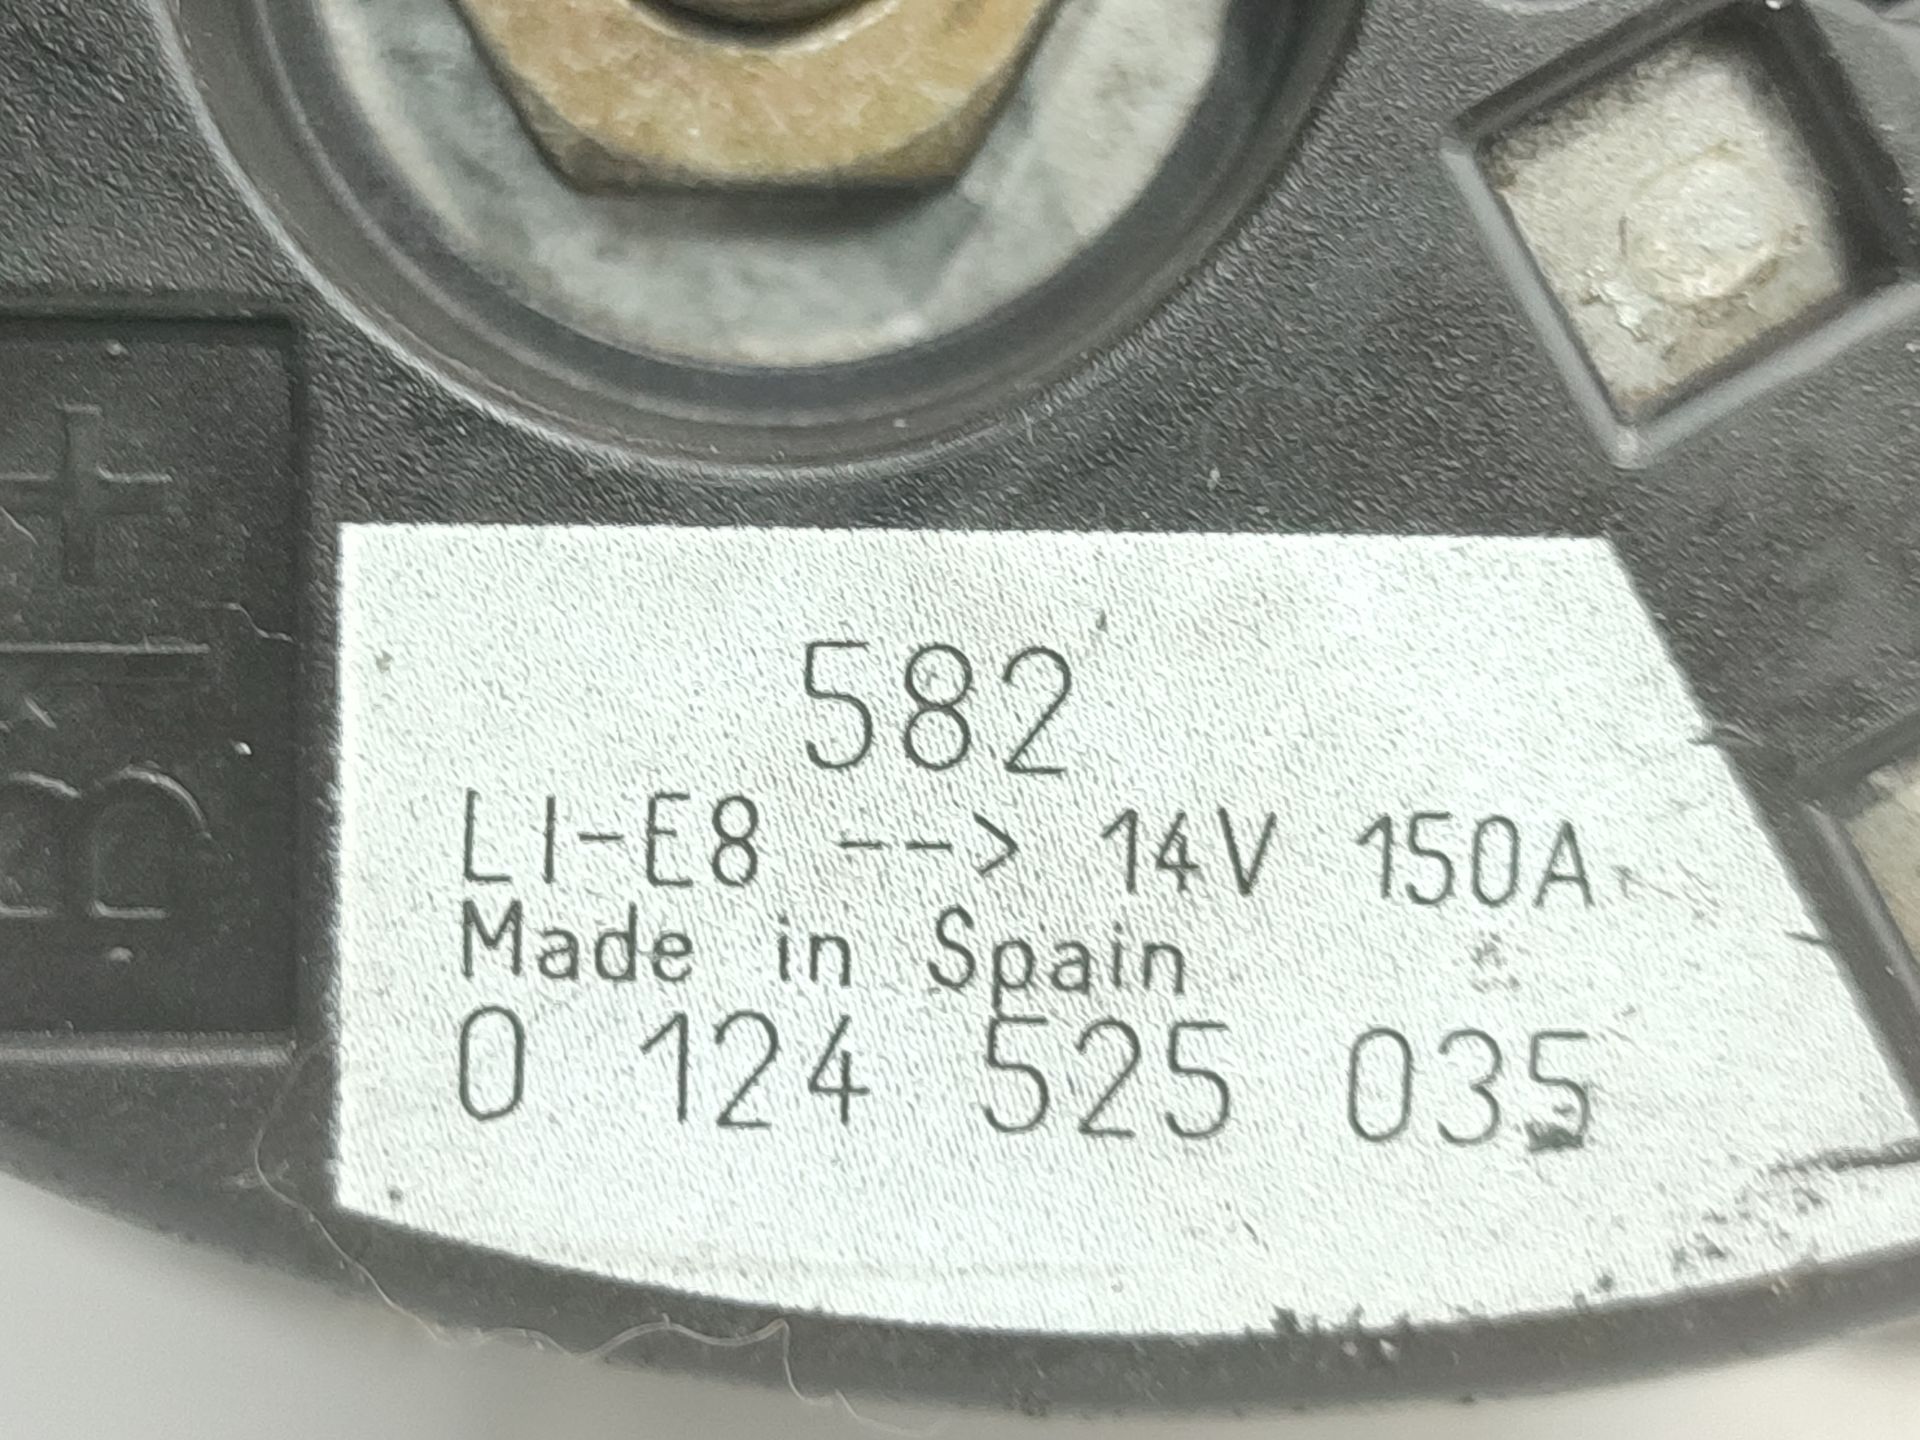 B+
582
LI-E8 --> 14V 150A
Made in Spain
0 124 525 035